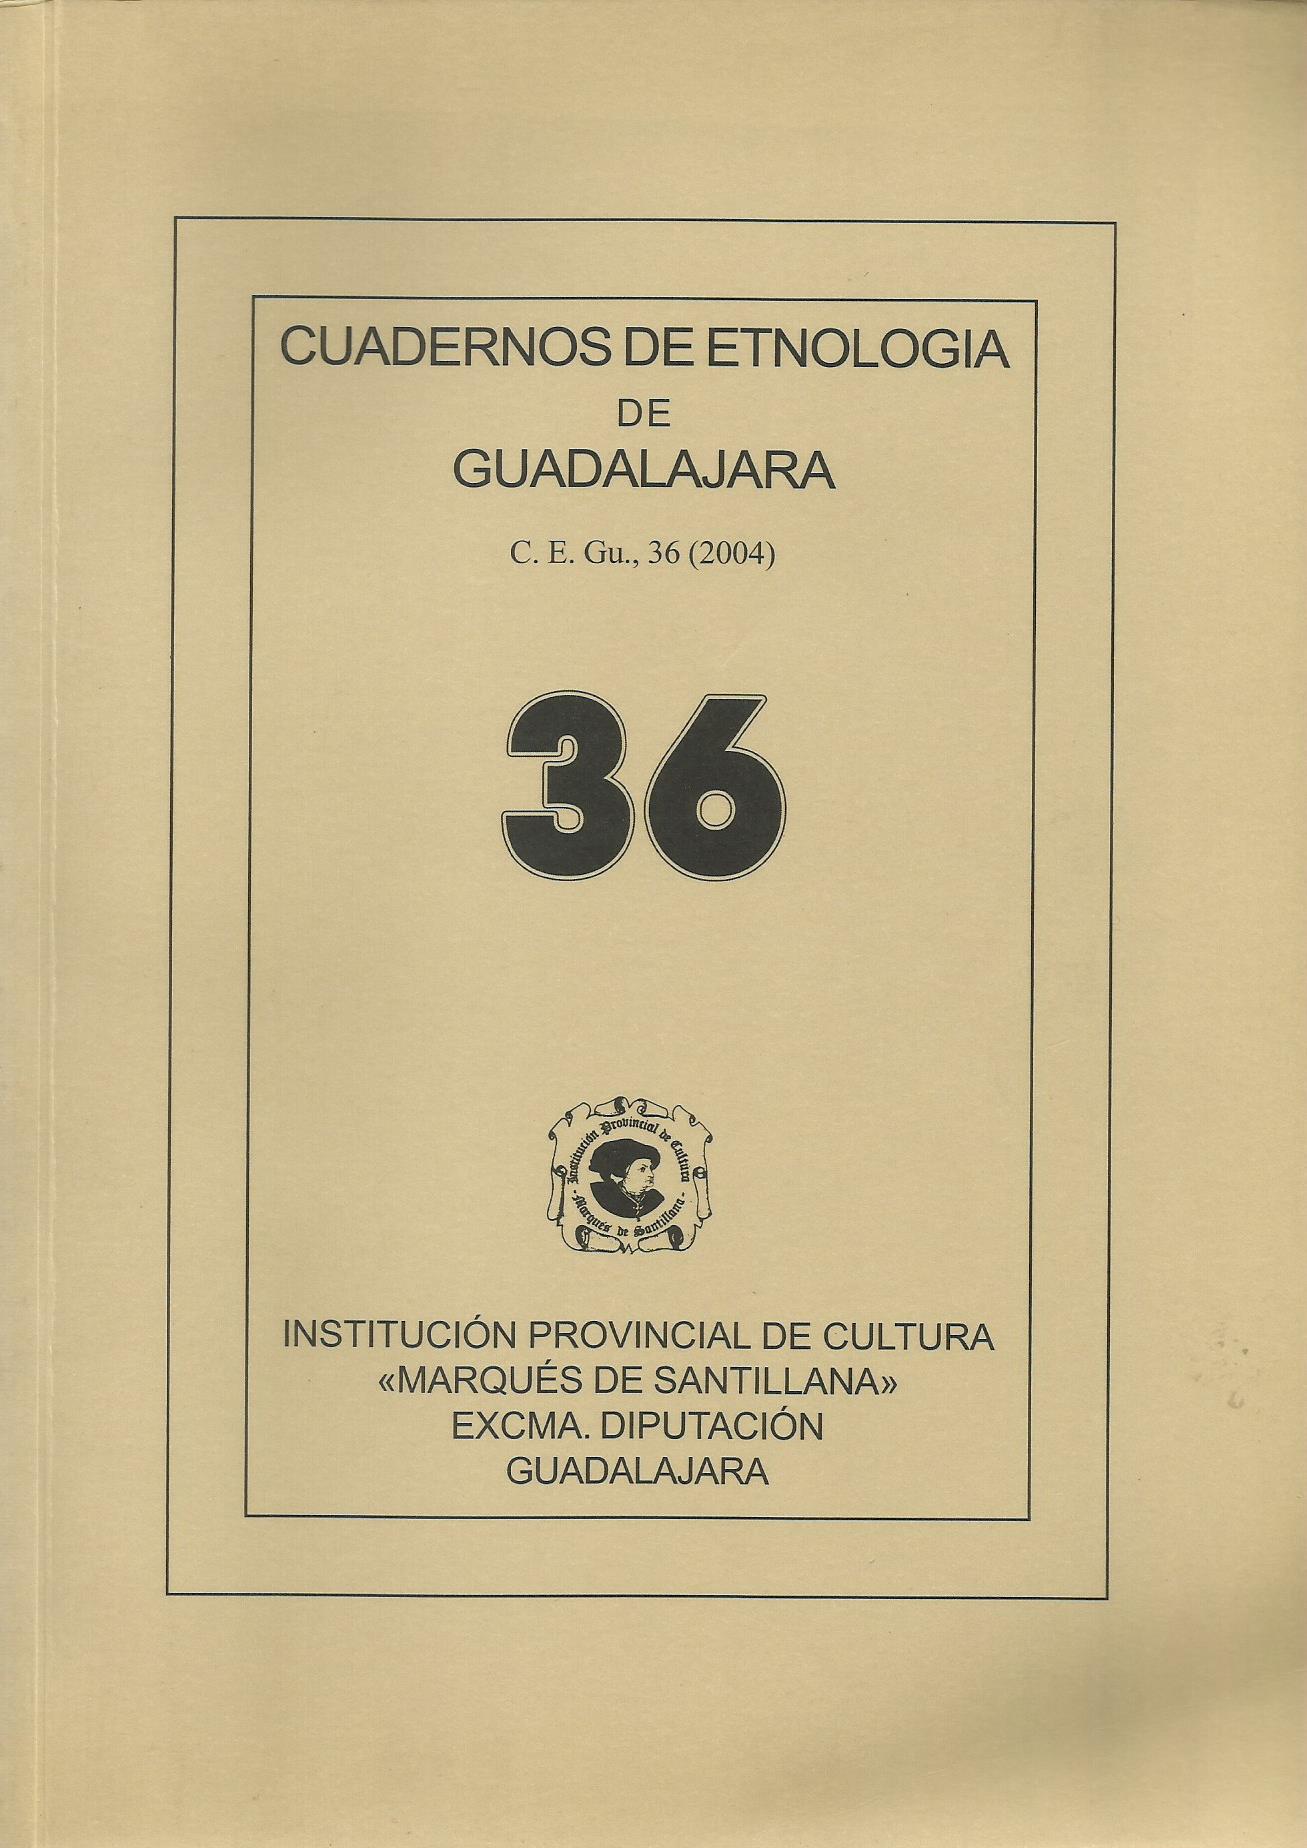 CUADERNOS DE ETNOLOGIA
DE
GUADALAJARA
C. E. Gu., 36 (2004)
36
Institución Provincial de Cultura
- Marqués de Santillana -
INSTITUCIÓN PROVINCIAL DE CULTURA
«MARQUÉS DE SANTILLANA»
EXCMA. DIPUTACIÓN
GUADALAJARA